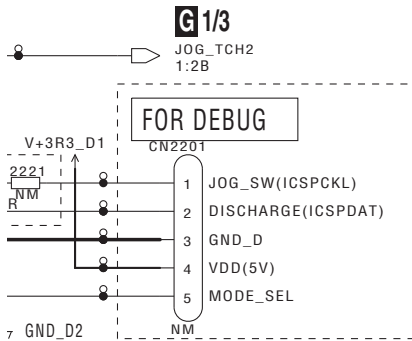 G 1/3
JOG_TCH2
1:2B
FOR DEBUG
V+3R3_D1
CN2201
2221
NM
R
1 JOG_SW(ICSPCKL)
2 DISCHARGE(ICSPDAT)
3 GND_D
4 VDD(5V)
5 MODE_SEL
7 GND_D2
NM